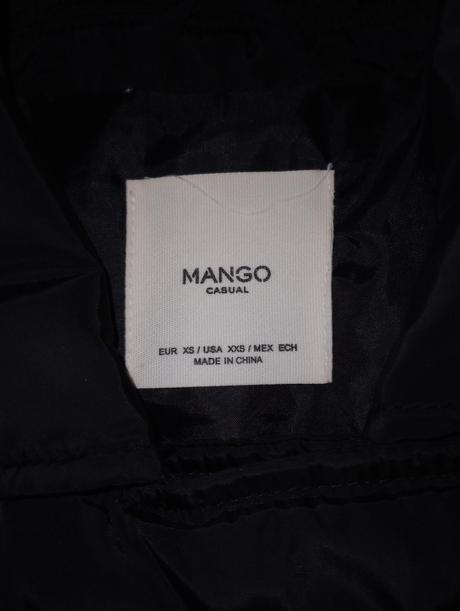 MANGO
CASUAL
EUR XS / USA XXS / MEX ECH
MADE IN CHINA